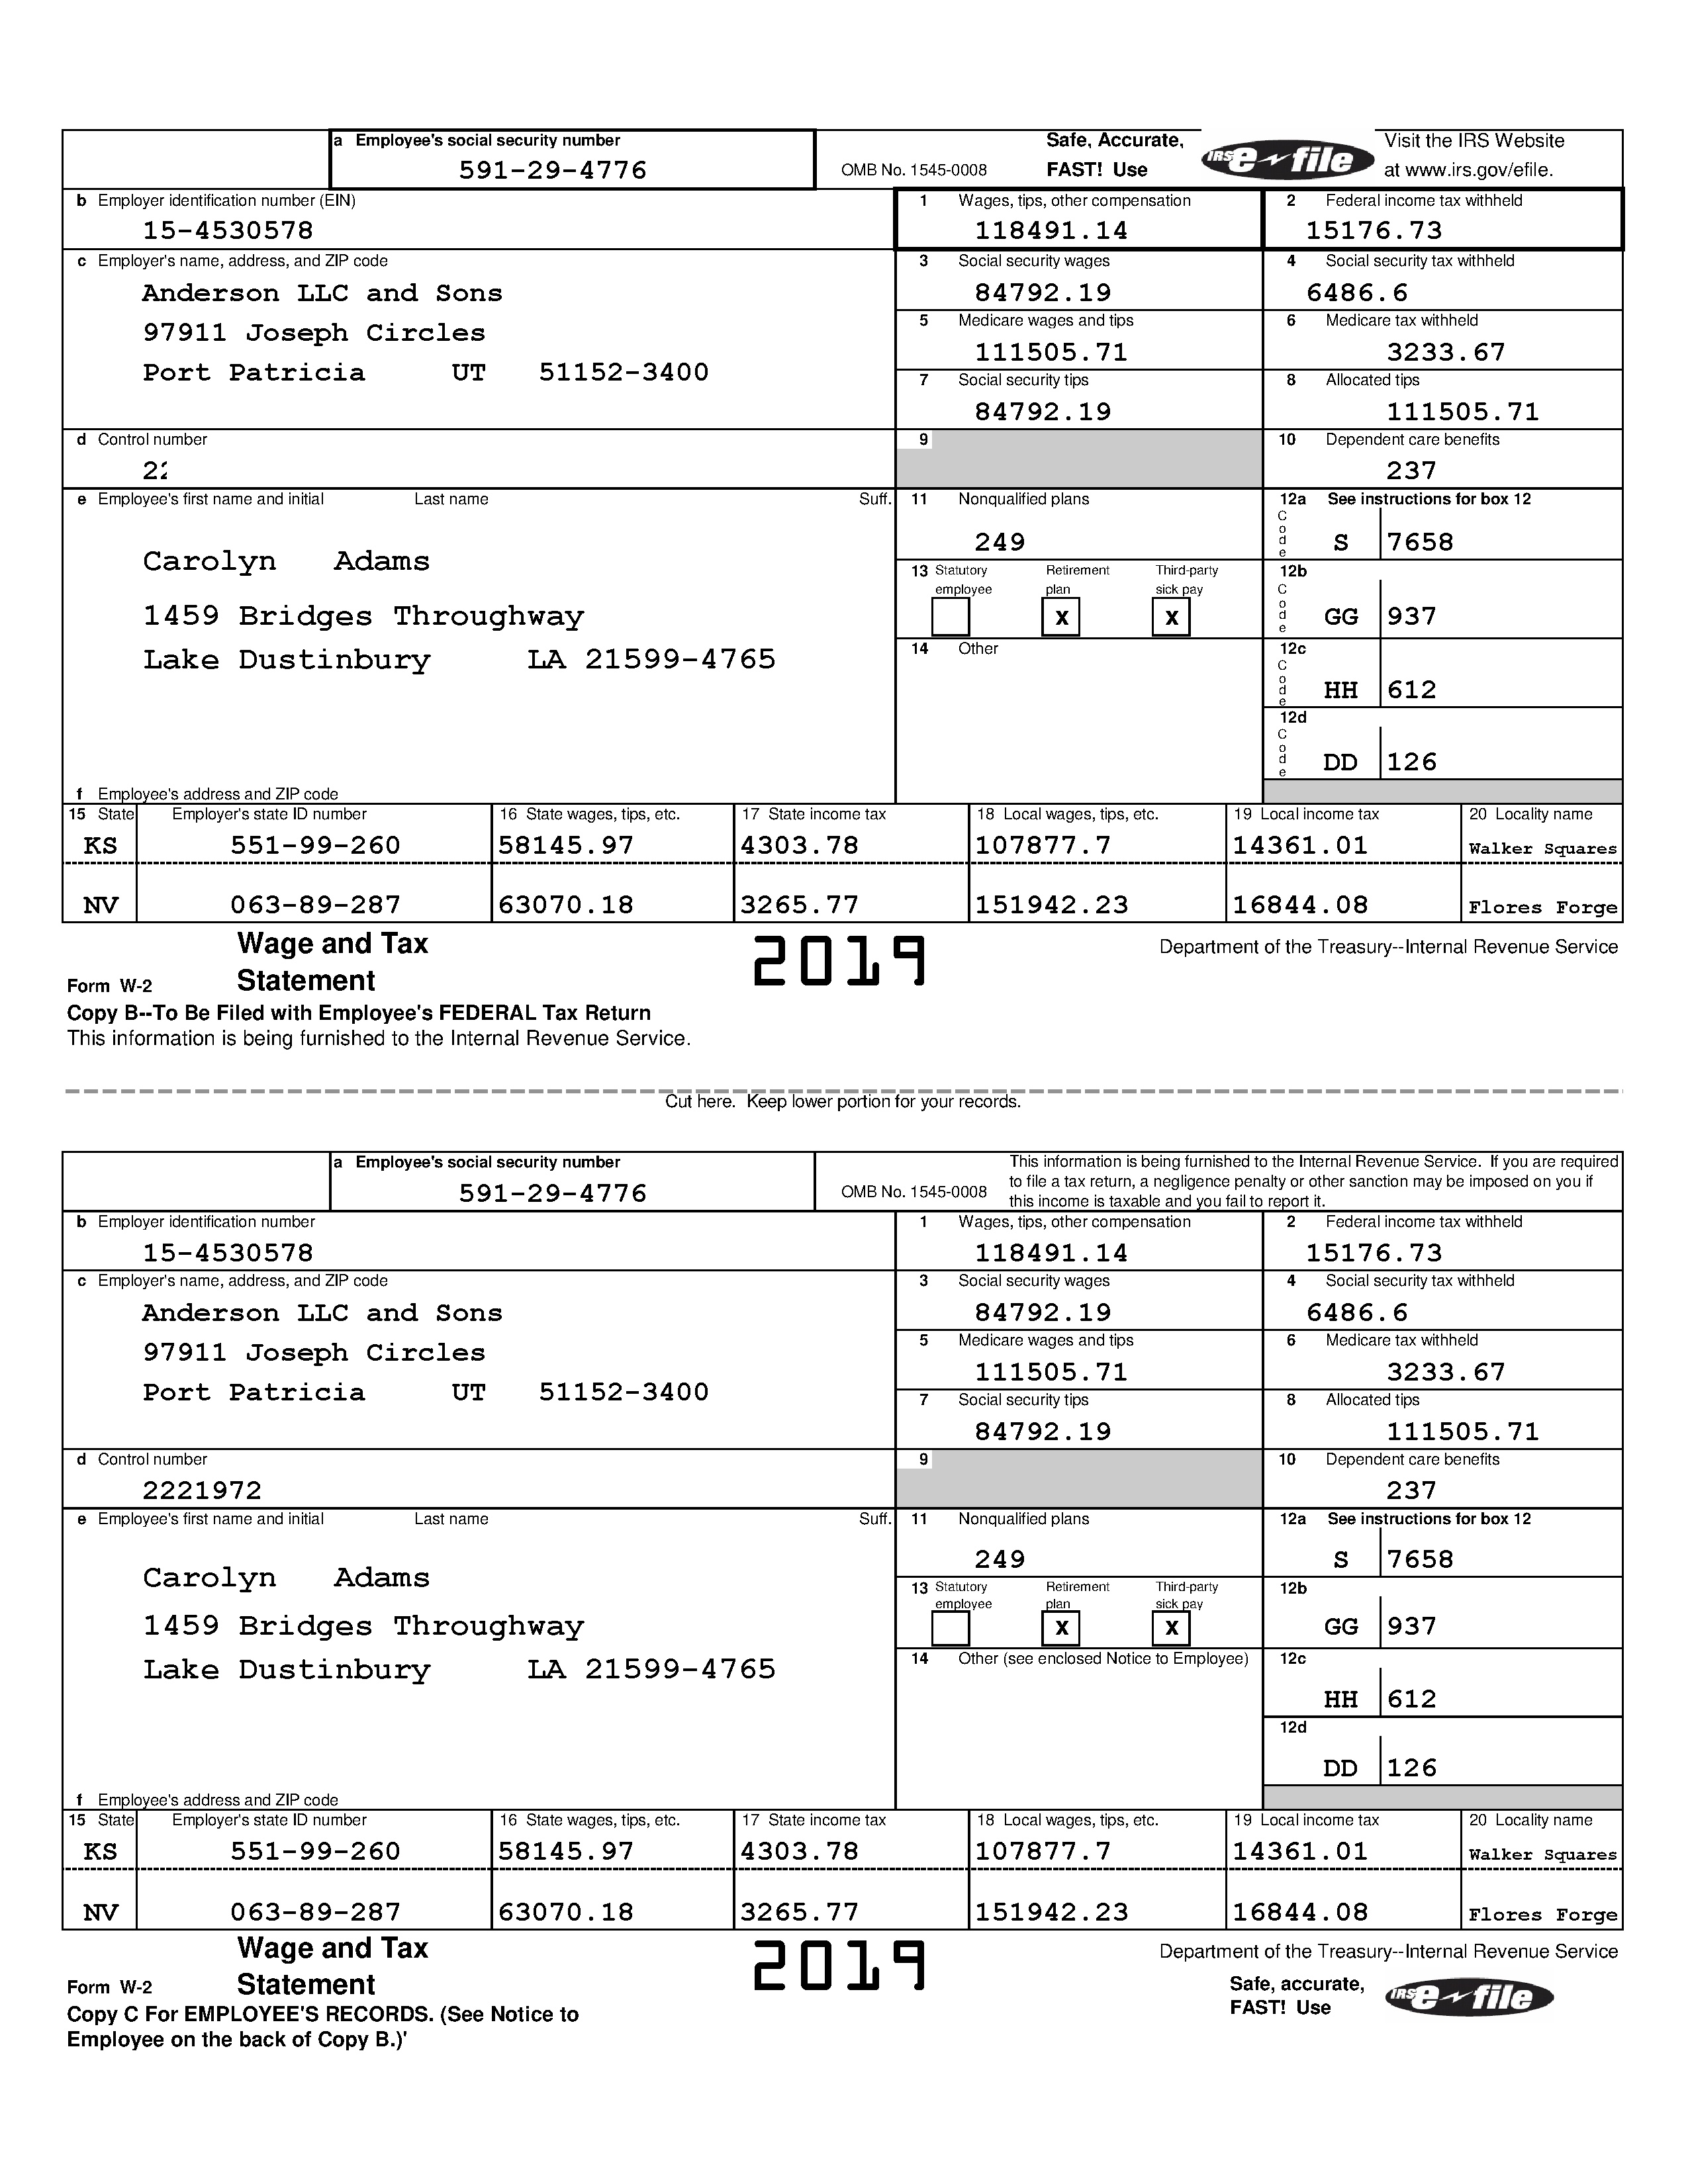 a Employee's social security number
591-29-4776
OMB No. 1545-0008
Safe, Accurate,
FAST! Use
IRS e-file
Visit the IRS Website
at www.irs.gov/efile.
b Employer identification number (EIN)
15-4530578
1 Wages, tips, other compensation
118491.14
2 Federal income tax withheld
15176.73
c Employer's name, address, and ZIP code
Anderson LLC and Sons
97911 Joseph Circles
Port Patricia UT 51152-3400
3 Social security wages
84792.19
4 Social security tax withheld
6486.6
5 Medicare wages and tips
111505.71
6 Medicare tax withheld
3233.67
7 Social security tips
84792.19
8 Allocated tips
111505.71
d Control number
9
10 Dependent care benefits
237
e Employee's first name and initial Last name Suff.
Carolyn Adams
1459 Bridges Throughway
Lake Dustinbury LA 21599-4765
f Employee's address and ZIP code
11 Nonqualified plans
249
12a See instructions for box 12
Code S 7658
13 Statutory employee Retirement plan Third-party sick pay
X X
12b
Code GG 937
14 Other
12c
Code HH 612
12d
Code DD 126
15 State Employer's state ID number 16 State wages, tips, etc. 17 State income tax 18 Local wages, tips, etc. 19 Local income tax 20 Locality name
KS 551-99-260 58145.97 4303.78 107877.7 14361.01 Walker Squares
NV 063-89-287 63070.18 3265.77 151942.23 16844.08 Flores Forge
Form W-2 Wage and Tax Statement
2019
Department of the Treasury--Internal Revenue Service
Copy B--To Be Filed with Employee's FEDERAL Tax Return
This information is being furnished to the Internal Revenue Service.
Cut here. Keep lower portion for your records.
a Employee's social security number
591-29-4776
OMB No. 1545-0008
This information is being furnished to the Internal Revenue Service. If you are required
to file a tax return, a negligence penalty or other sanction may be imposed on you if
this income is taxable and you fail to report it.
b Employer identification number
15-4530578
1 Wages, tips, other compensation
118491.14
2 Federal income tax withheld
15176.73
c Employer's name, address, and ZIP code
Anderson LLC and Sons
97911 Joseph Circles
Port Patricia UT 51152-3400
3 Social security wages
84792.19
4 Social security tax withheld
6486.6
5 Medicare wages and tips
111505.71
6 Medicare tax withheld
3233.67
7 Social security tips
84792.19
8 Allocated tips
111505.71
d Control number
2221972
9
10 Dependent care benefits
237
e Employee's first name and initial Last name Suff.
Carolyn Adams
1459 Bridges Throughway
Lake Dustinbury LA 21599-4765
f Employee's address and ZIP code
11 Nonqualified plans
249
12a See instructions for box 12
S 7658
13 Statutory employee Retirement plan Third-party sick pay
X X
12b
GG 937
14 Other (see enclosed Notice to Employee)
12c
HH 612
12d
DD 126
15 State Employer's state ID number 16 State wages, tips, etc. 17 State income tax 18 Local wages, tips, etc. 19 Local income tax 20 Locality name
KS 551-99-260 58145.97 4303.78 107877.7 14361.01 Walker Squares
NV 063-89-287 63070.18 3265.77 151942.23 16844.08 Flores Forge
Form W-2 Wage and Tax Statement
2019
Department of the Treasury--Internal Revenue Service
Safe, accurate,
FAST! Use
IRS e-file
Copy C For EMPLOYEE'S RECORDS. (See Notice to
Employee on the back of Copy B.)'